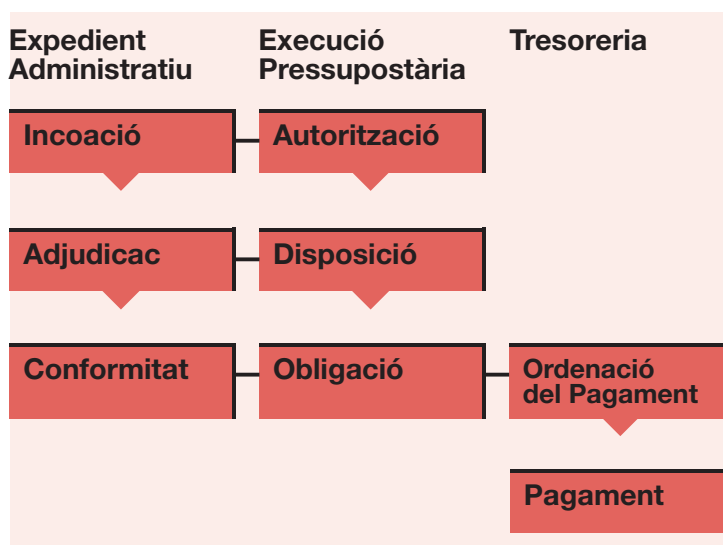 Expedient
Administratiu
Execució
Pressupostària
Tresoreria
Incoació
Autorització
Adjudicac
Disposició
Conformitat
Obligació
Ordenació
del Pagament
Pagament